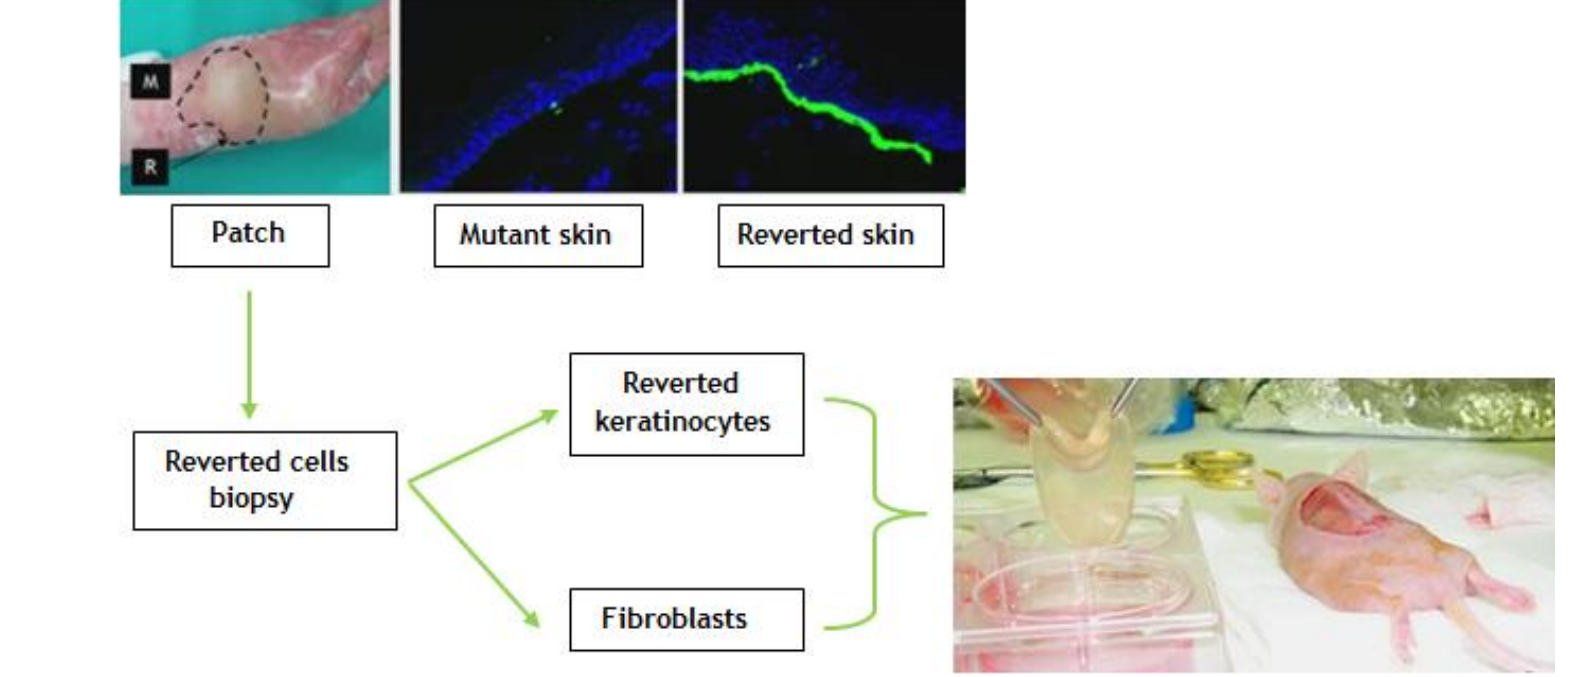 M
R
Patch
Mutant skin
Reverted skin
Reverted
keratinocytes
Reverted cells
biopsy
Fibroblasts